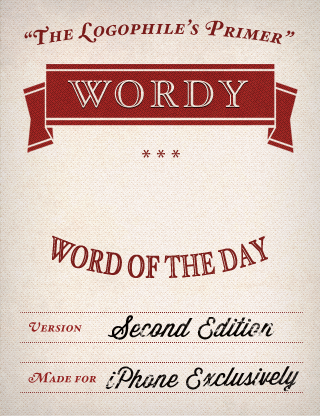 “The Logophile’s Primer”
WORDY
* * *
WORD OF THE DAY
Version Second Edition
Made for iPhone Exclusively